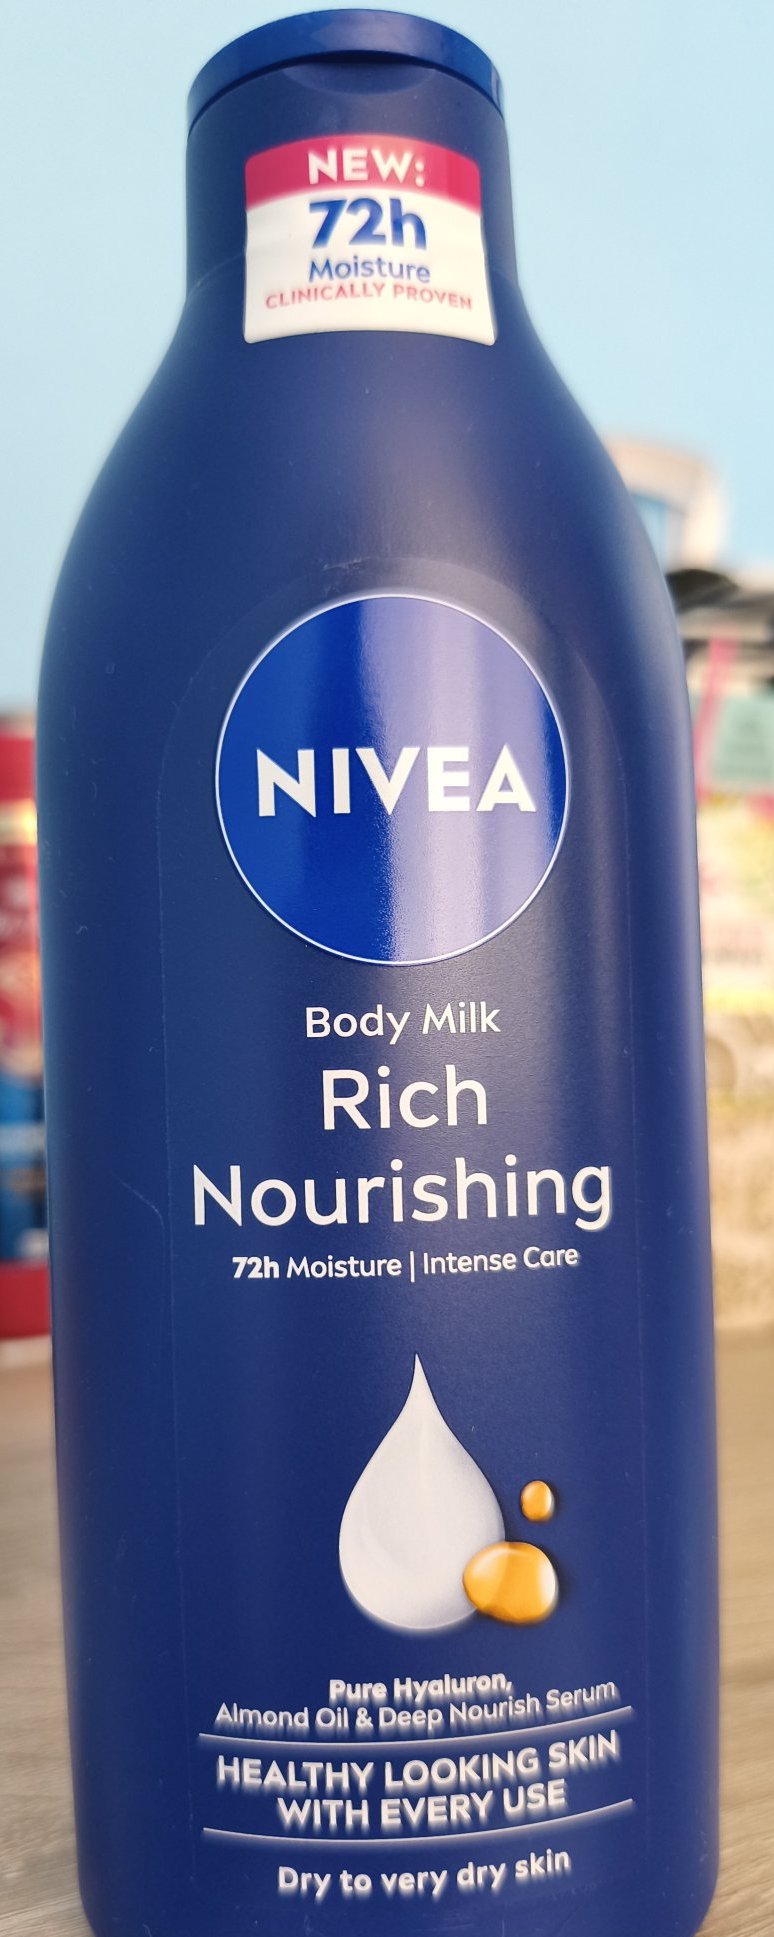 NEW:
72h
Moisture
CLINICALLY PROVEN
NIVEA
Body Milk
Rich
Nourishing
72h Moisture | Intense Care
Pure Hyaluron,
Almond Oil & Deep Nourish Serum
HEALTHY LOOKING SKIN
WITH EVERY USE
Dry to very dry skin